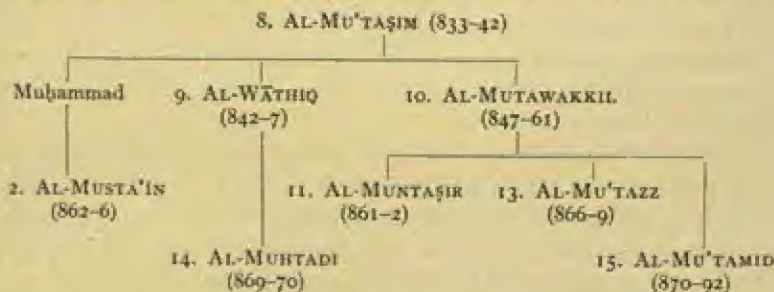 8. AL-MU'TAṢIM (833-42)
Muḥammad 9. AL-WĀTHIQ 10. AL-MUTAWAKKIL
(842-7) (847-61)
2. AL-MUSTA'ĪN 11. AL-MUNTAṢIR 13. AL-MU'TAZZ
(862-6) (861-2) (866-9)
14. AL-MUHTADI 15. AL-MU'TAMID
(869-70) (870-92)